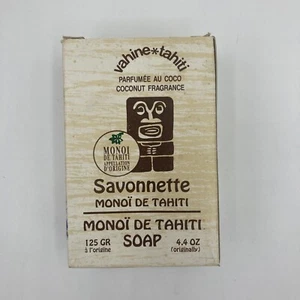 vahine*tahiti
PARFUMÉE AU COCO
COCONUT FRAGRANCE
MONOI
DE TAHITI
APPELLATION
D'ORIGINE
Savonnette
MONOÏ DE TAHITI
MONOÏ DE TAHITI
SOAP
125 GR
à l'origine
4.4 OZ
(originally)